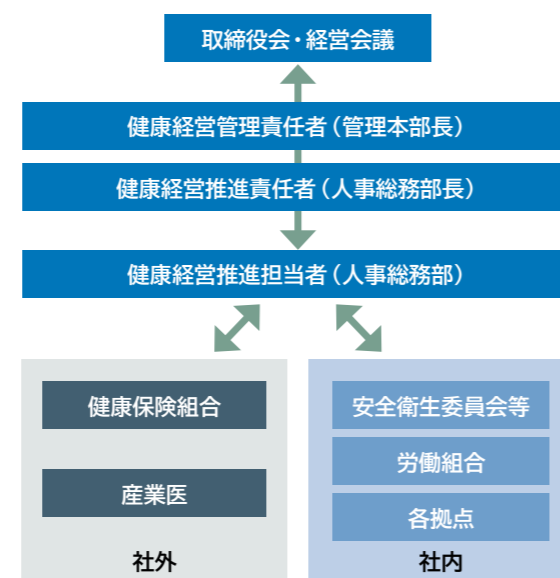 取締役会・経営会議
健康経営管理責任者（管理本部長）
健康経営推進責任者（人事総務部長）
健康経営推進担当者（人事総務部）
健康保険組合
産業医
社外
安全衛生委員会等
労働組合
各拠点
社内